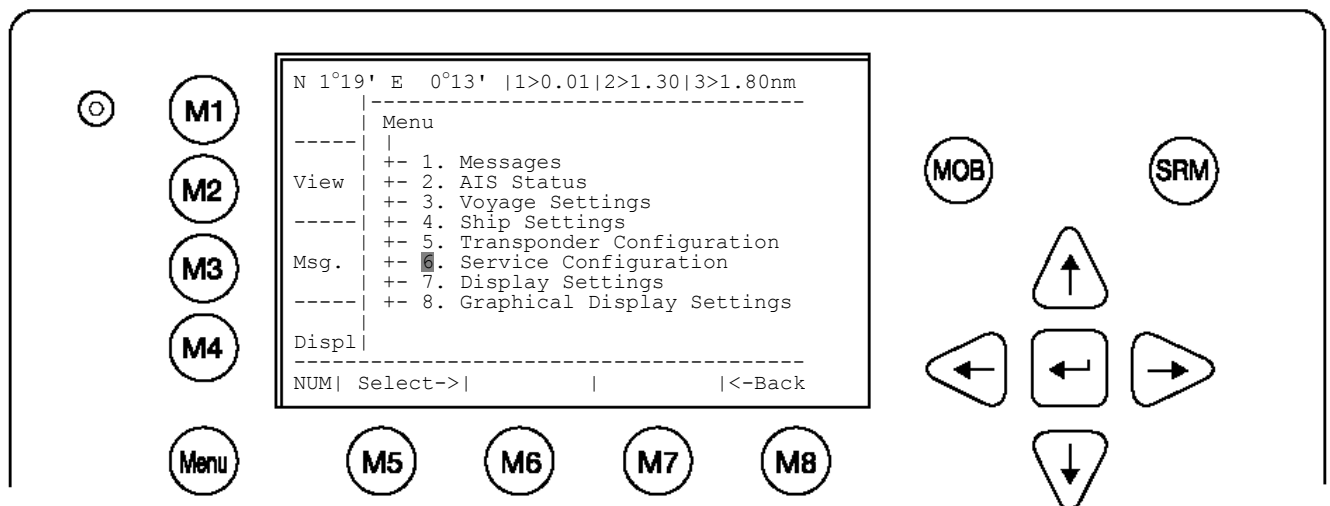 N 1°19' E 0°13' |1>0.01|2>1.30|3>1.80nm
Menu
+- 1. Messages
+- 2. AIS Status
View | +- 3. Voyage Settings
+- 4. Ship Settings
+- 5. Transponder Configuration
Msg. | +- 6. Service Configuration
+- 7. Display Settings
+- 8. Graphical Display Settings
Displ|
NUM| Select->| | |<-Back
M1
M2
M3
M4
Menu
M5
M6
M7
M8
MOB
SRM